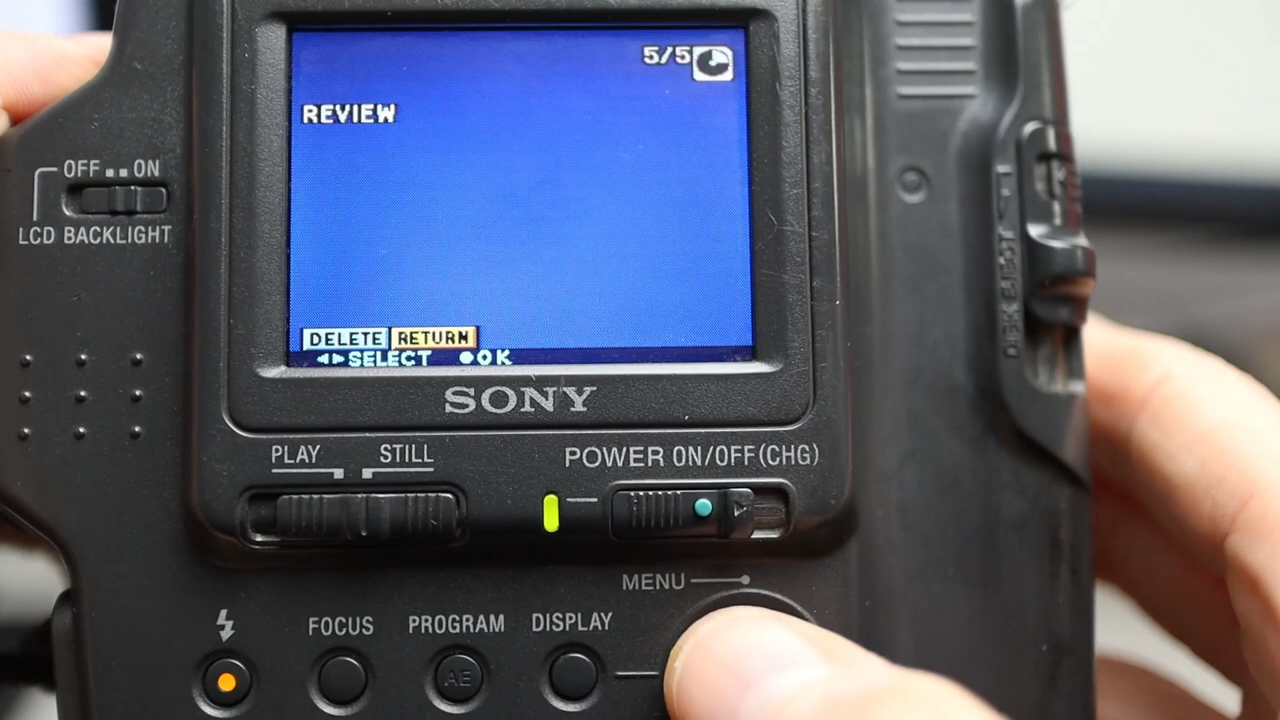 5/5
REVIEW
OFF ON
LCD BACKLIGHT
DISK EJECT
DELETE RETURN
◄►SELECT ●OK
SONY
PLAY STILL
POWER ON/OFF(CHG)
MENU
FOCUS PROGRAM DISPLAY
AE